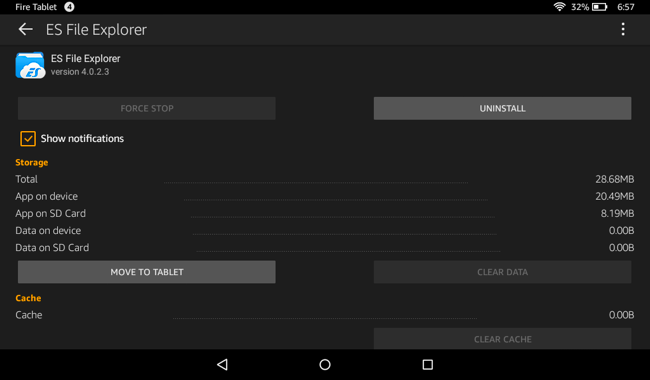 Fire Tablet 4 32% 6:57
ES File Explorer
ES File Explorer
ES
version 4.0.2.3
FORCE STOP UNINSTALL
Show notifications
Storage
Total 28.68MB
App on device 20.49MB
App on SD Card 8.19MB
Data on device 0.00B
Data on SD Card 0.00B
MOVE TO TABLET CLEAR DATA
Cache
Cache 0.00B
CLEAR CACHE